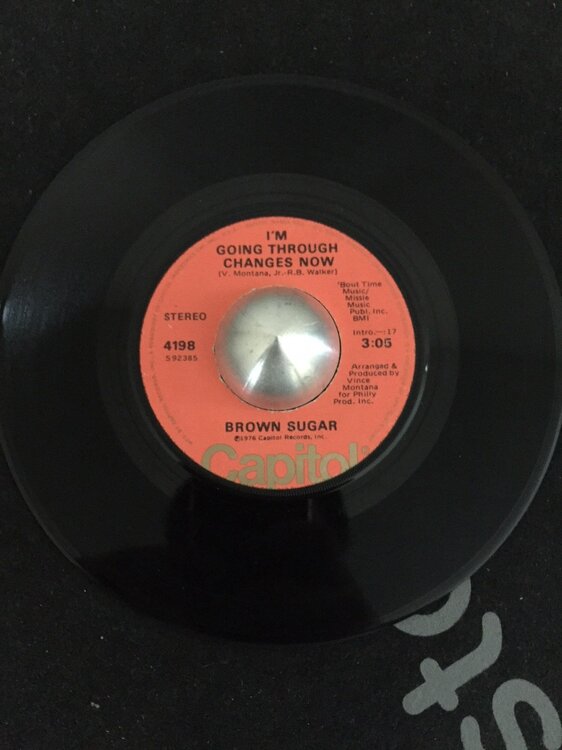 I'M
GOING THROUGH
CHANGES NOW
(V. Montana, Jr.-R.B. Walker)
'Bout Time
Music/
Missie
Music
Publ. Inc.
BMI
STEREO
Intro.—:17
4198
3:05
S92385
Arranged &
Produced by
Vince
Montana
for Philly
Prod. Inc.
BROWN SUGAR
℗1976 Capitol Records, Inc.
Capitol